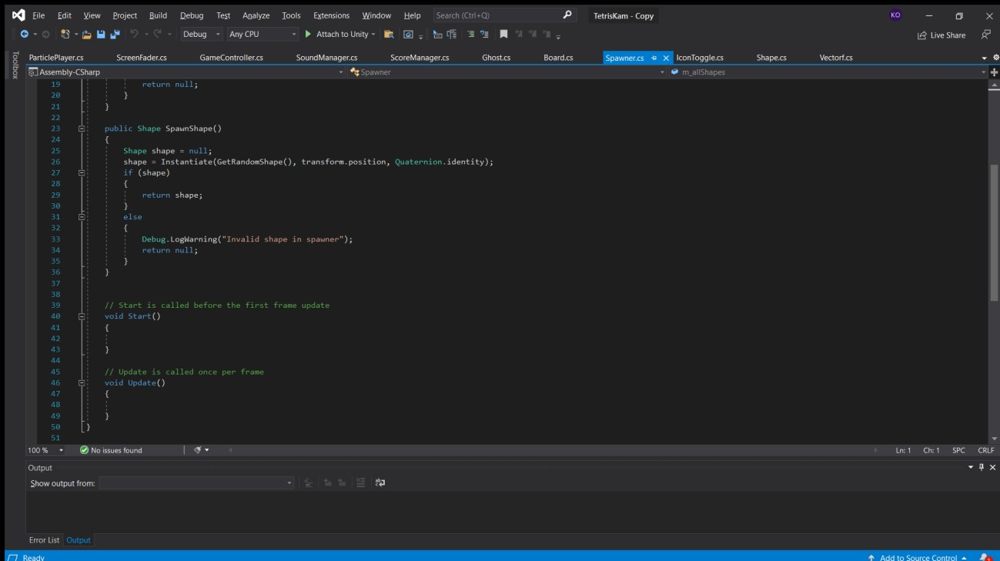 File Edit View Project Build Debug Test Analyze Tools Extensions Window Help Search (Ctrl+Q) TetrisKam - Copy KO
Debug Any CPU Attach to Unity Live Share
Toolbox
ParticlePlayer.cs ScreenFader.cs GameController.cs SoundManager.cs ScoreManager.cs Ghost.cs Board.cs Spawner.cs IconToggle.cs Shape.cs Vectorf.cs
Assembly-CSharp Spawner m_allShapes
19 return null;
20 }
21 }
22
23 public Shape SpawnShape()
24 {
25 Shape shape = null;
26 shape = Instantiate(GetRandomShape(), transform.position, Quaternion.identity);
27 if (shape)
28 {
29 return shape;
30 }
31 else
32 {
33 Debug.LogWarning("Invalid shape in spawner");
34 return null;
35 }
36 }
37
38
39 // Start is called before the first frame update
40 void Start()
41 {
42
43 }
44
45 // Update is called once per frame
46 void Update()
47 {
48
49 }
50 }
51
100 % No issues found Ln: 1 Ch: 1 SPC CRLF
Output
Show output from:
Error List Output
Ready Add to Source Control 1